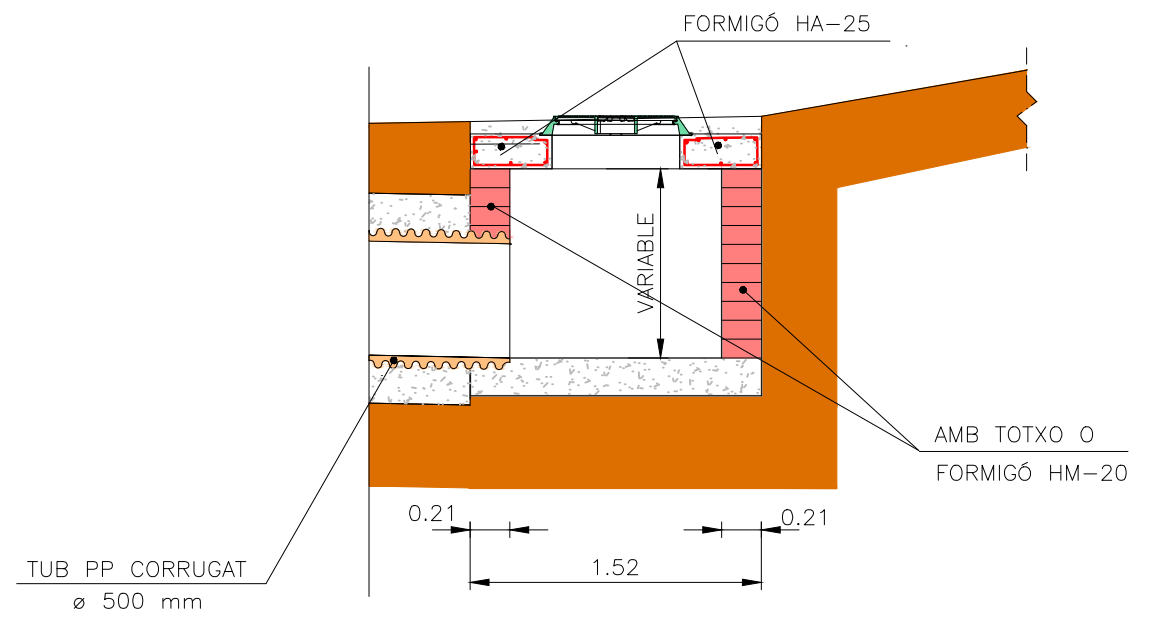 FORMIGÓ HA-25
VARIABLE
AMB TOTXO O
FORMIGÓ HM-20
0.21
0.21
1.52
TUB PP CORRUGAT
ø 500 mm